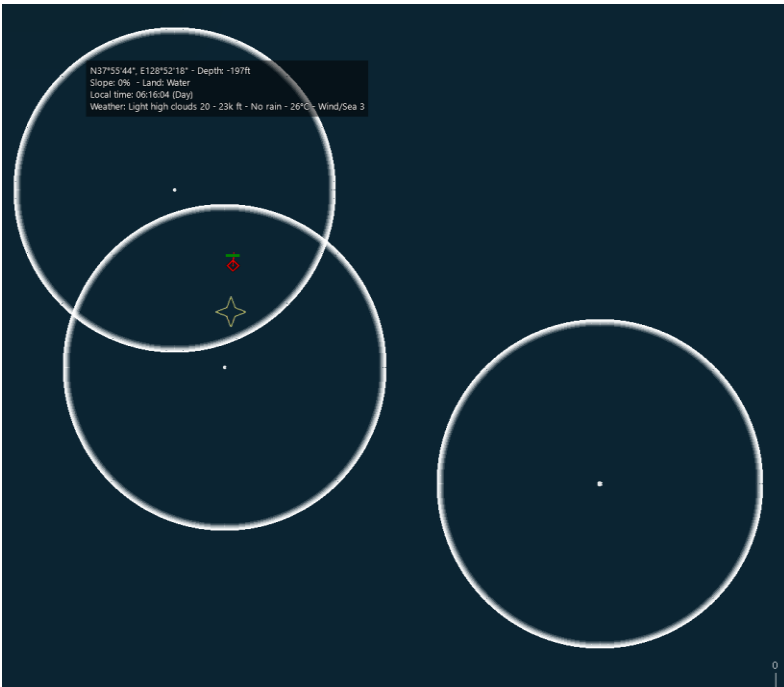 N37°55'44", E128°52'18" - Depth: -197ft
Slope: 0%  - Land: Water
Local time: 06:16:04 (Day)
Weather: Light high clouds 20 - 23k ft - No rain - 26°C - Wind/Sea 3
0